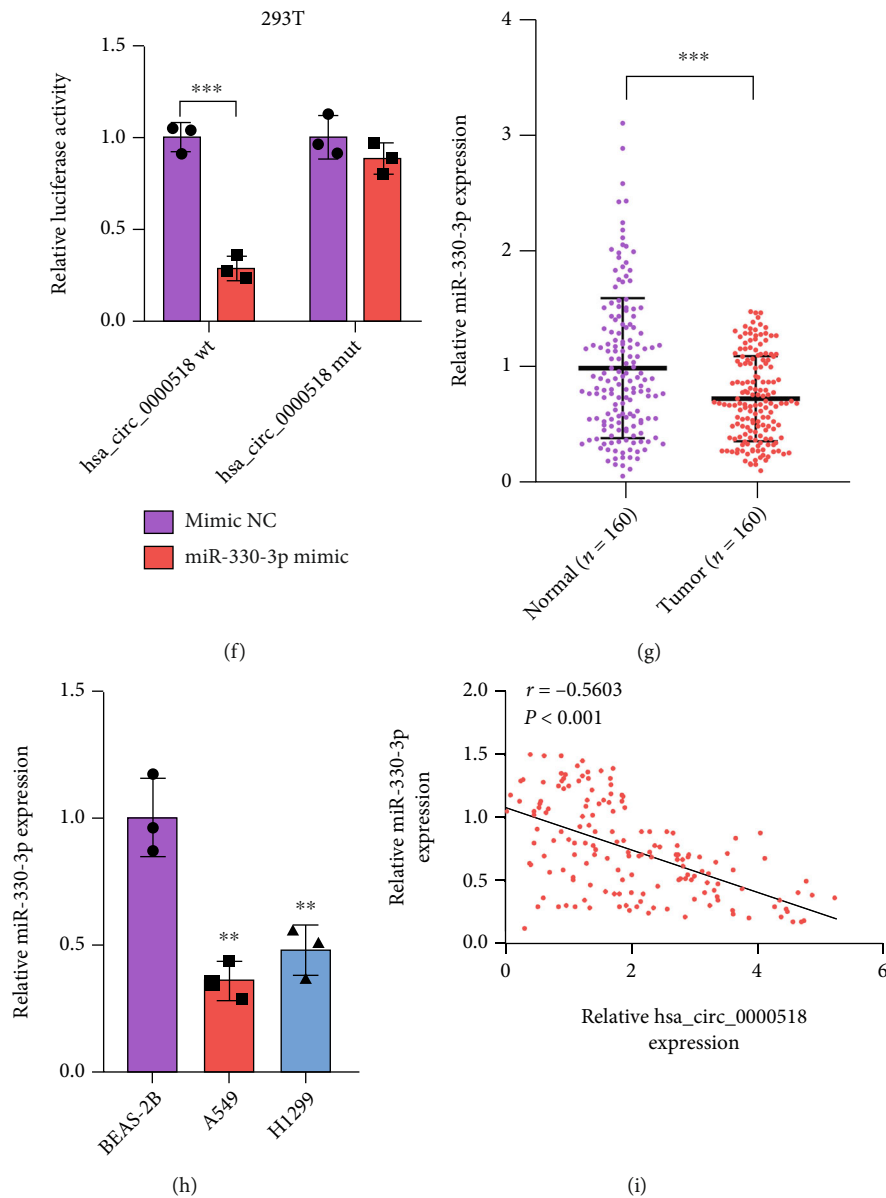 293T
1.5
1.0
0.5
0.0
Relative luciferase activity
***
hsa_circ_0000518 wt
hsa_circ_0000518 mut
Mimic NC
miR-330-3p mimic
(f)
4
3
2
1
0
Relative miR-330-3p expression
***
Normal (n = 160)
Tumor (n = 160)
(g)
1.5
1.0
0.5
0.0
Relative miR-330-3p expression
**
**
BEAS-2B
A549
H1299
(h)
2.0
1.5
1.0
0.5
0.0
Relative miR-330-3p
expression
r = –0.5603
P < 0.001
0
2
4
6
Relative hsa_circ_0000518
expression
(i)